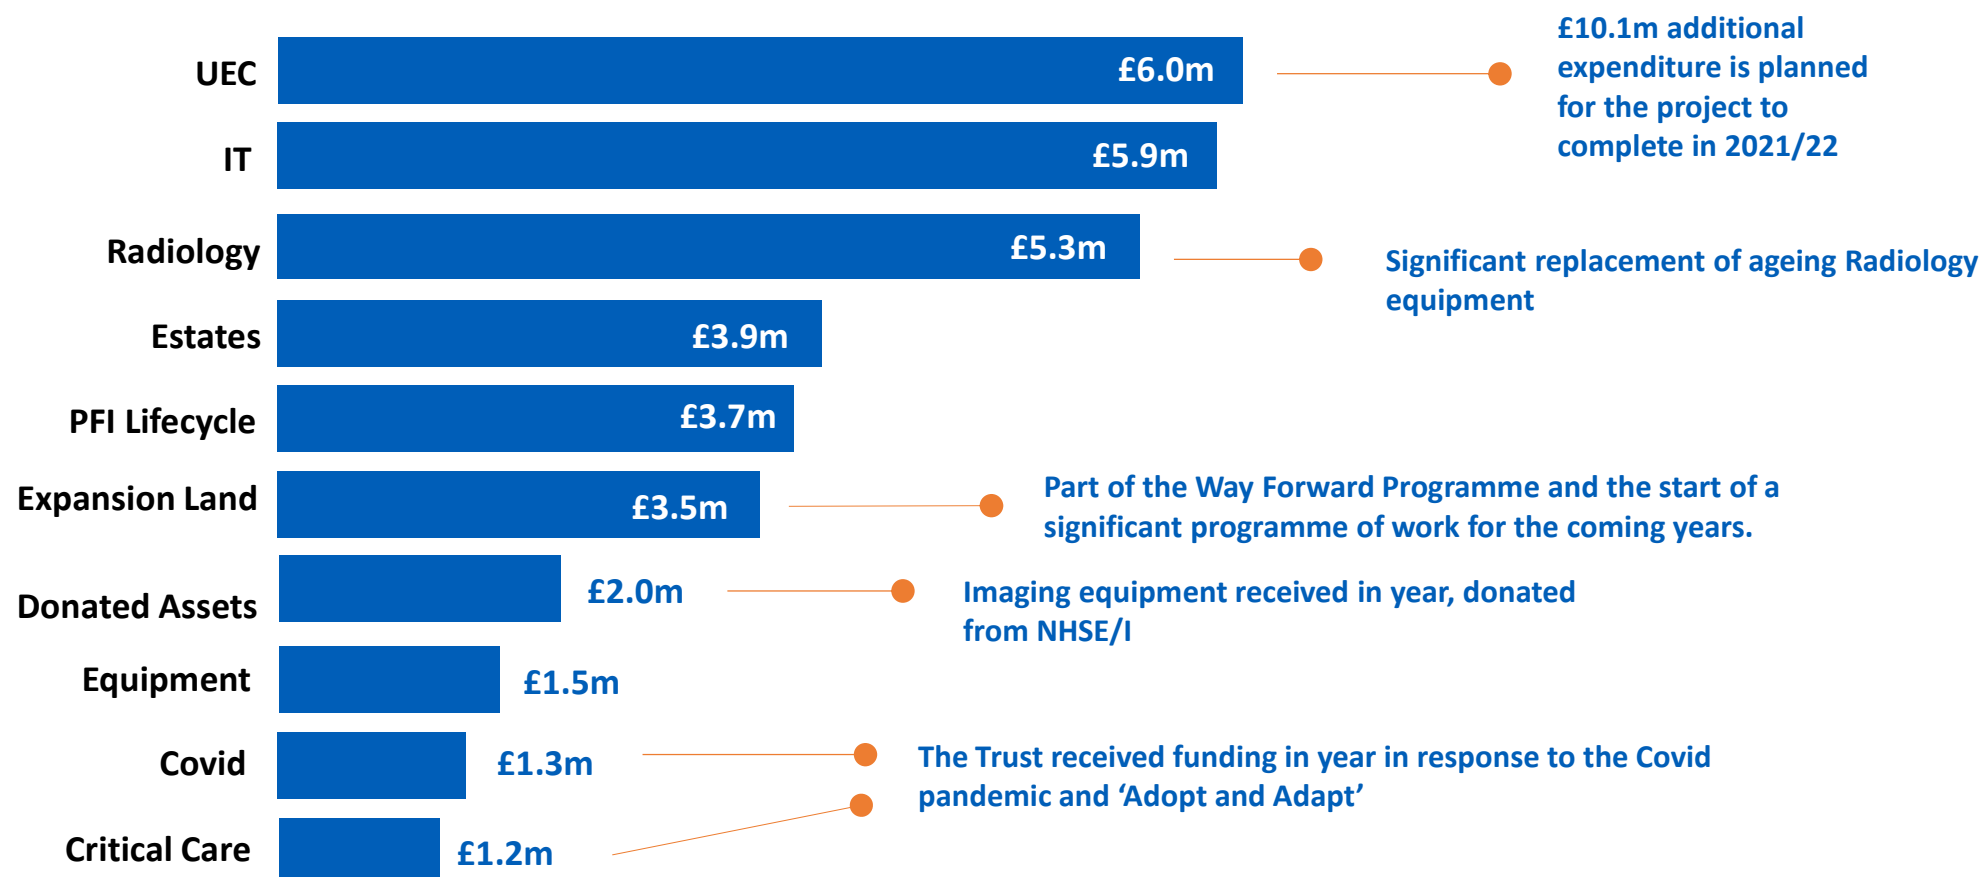 UEC
£6.0m
£10.1m additional
expenditure is planned
for the project to
complete in 2021/22
IT
£5.9m
Radiology
£5.3m
Significant replacement of ageing Radiology
equipment
Estates
£3.9m
PFI Lifecycle
£3.7m
Expansion Land
£3.5m
Part of the Way Forward Programme and the start of a
significant programme of work for the coming years.
Donated Assets
£2.0m
Imaging equipment received in year, donated
from NHSE/I
Equipment
£1.5m
Covid
£1.3m
The Trust received funding in year in response to the Covid
pandemic and ‘Adopt and Adapt’
Critical Care
£1.2m